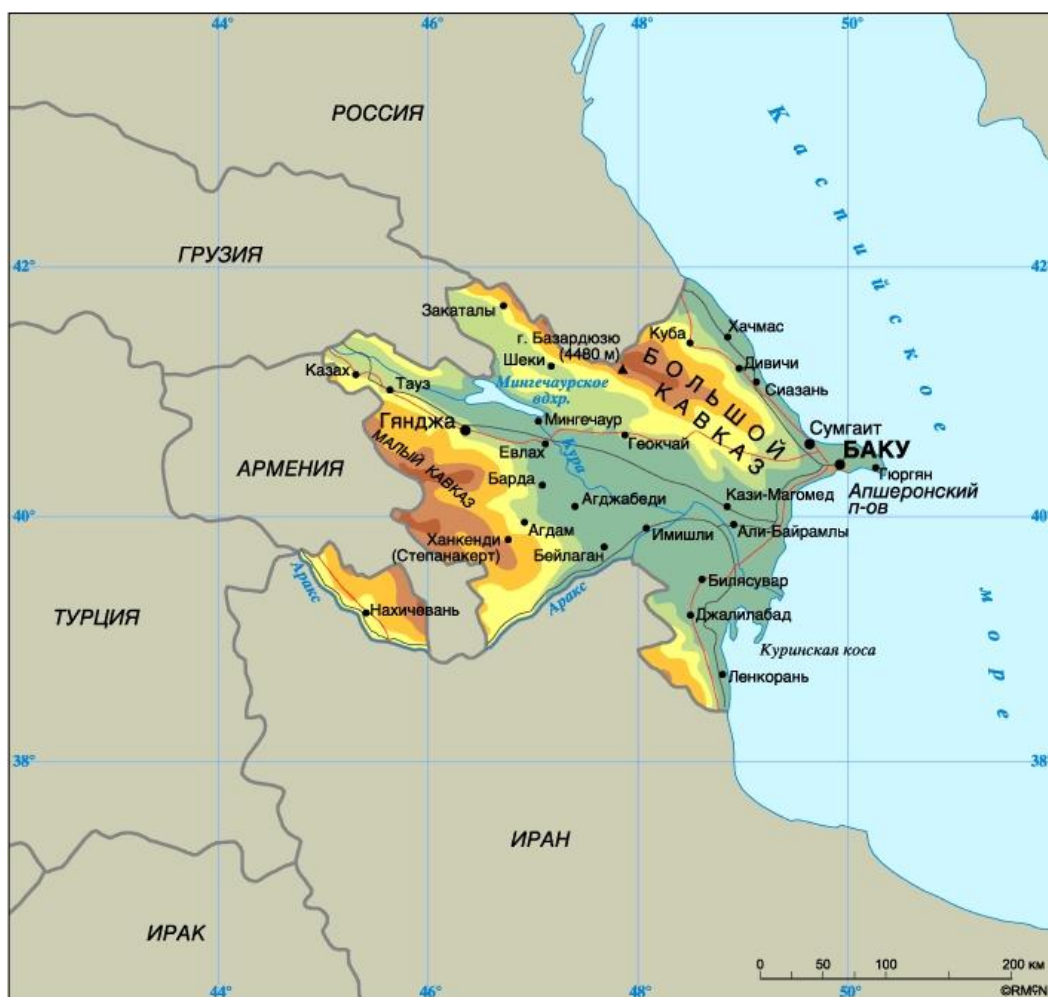 44°
46°
48°
50°
РОССИЯ
Каспийское море
ГРУЗИЯ
42°
42°
Закаталы
г. Базардюзю
(4480 м)
Куба
Хачмас
Шеки
Дивичи
Казах
Тауз
Мингечаурское
вдхр.
Сиазань
БОЛЬШОЙ
КАВКАЗ
Гянджа
Мингечаур
Геокчай
Сумгаит
БАКУ
Евлах
Кура
Гюргян
АРМЕНИЯ
МАЛЫЙ КАВКАЗ
Барда
Агджабеди
Кази-Магомед
Апшеронский
п-ов
40°
40°
Агдам
Имишли
Али-Байрамлы
Ханкенди
(Степанакерт)
Бейлаган
Аракс
Аракс
Билясувар
ТУРЦИЯ
Нахичевань
Джалилабад
Куринская коса
Ленкорань
38°
38°
ИРАН
ИРАК
0 50 100 200 км
44°
46°
48°
50°
©RMCN